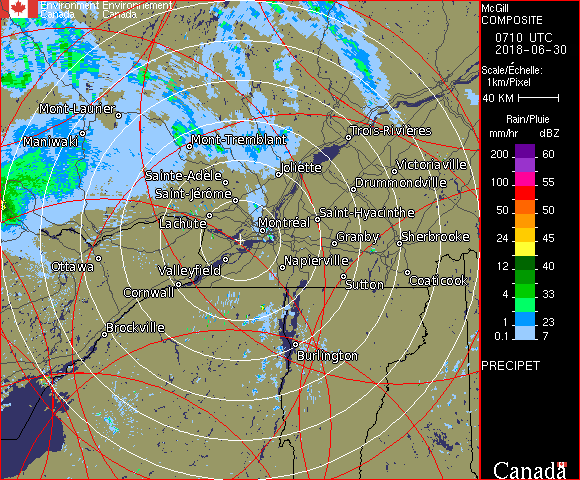 Environment Environnement
Canada Canada
McGill
COMPOSITE
0710 UTC
2018-06-30
Scale/Échelle:
1km/Pixel
40 KM
Rain/Pluie
mm/hr dBZ
200 60
100 55
50 50
24 45
12 40
4 33
1.0 23
0.1 7
PRECIPET
Canada
Mont-Laurier
Maniwaki
Mont-Tremblant
Trois-Rivières
Sainte-Adèle
Joliette
Victoriaville
Saint-Jérôme
Drummondville
Lachute
Montréal
Saint-Hyacinthe
Granby
Sherbrooke
Ottawa
Valleyfield
Napierville
Cornwall
Sutton
Coaticook
Brockville
Burlington